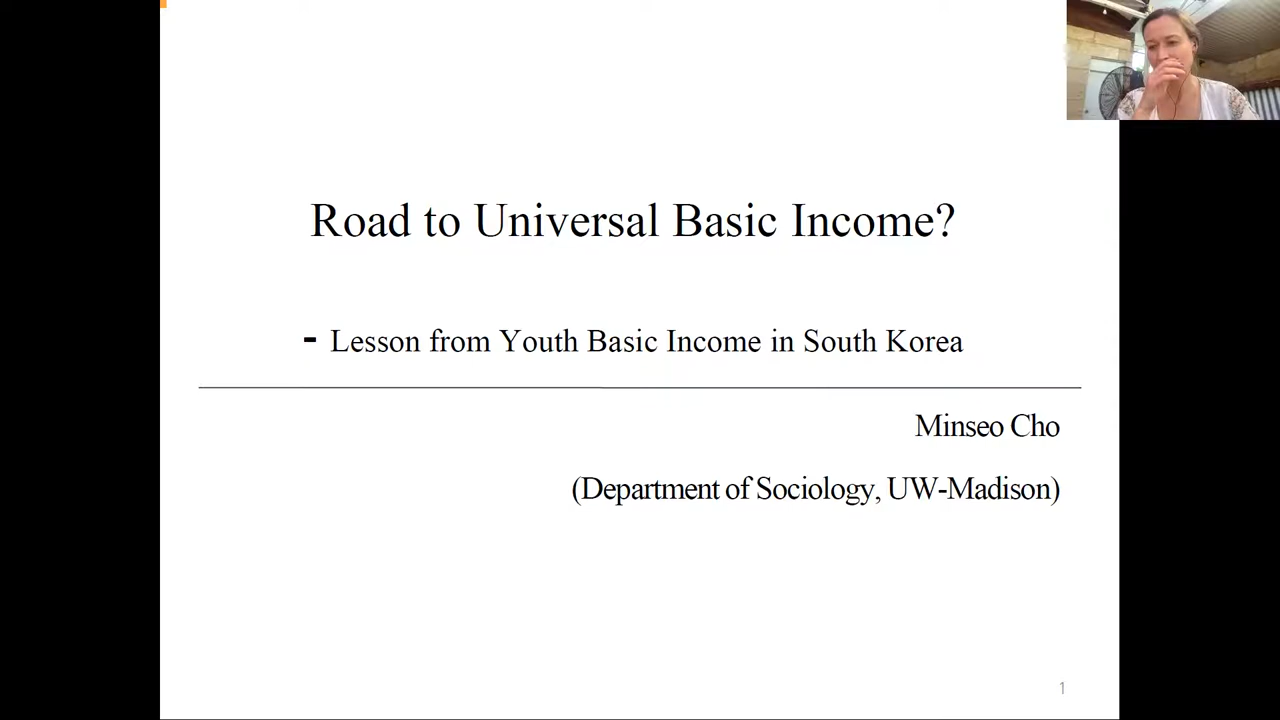 Road to Universal Basic Income?
- Lesson from Youth Basic Income in South Korea
Minseo Cho
(Department of Sociology, UW-Madison)
1